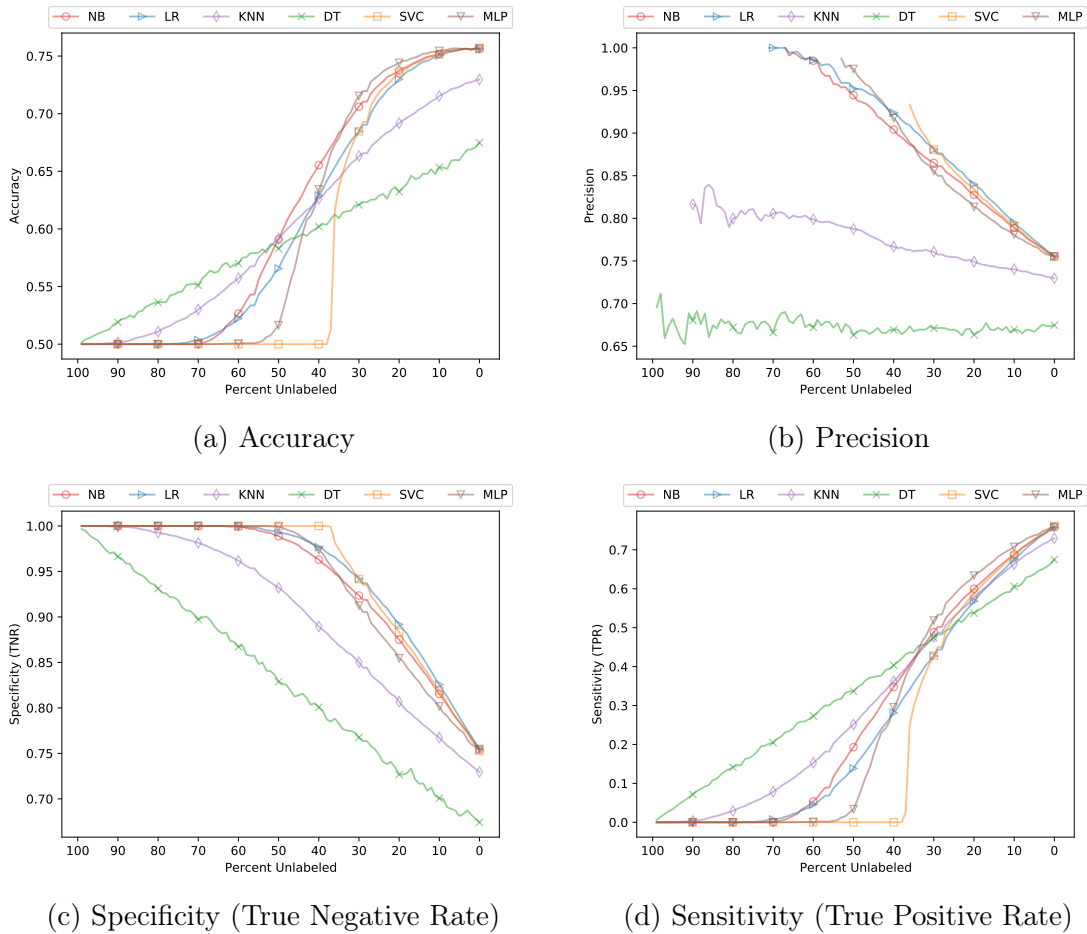 NB LR KNN DT SVC MLP
0.75
0.70
0.65
0.60
0.55
0.50
Accuracy
100 90 80 70 60 50 40 30 20 10 0
Percent Unlabeled
(a) Accuracy
NB LR KNN DT SVC MLP
1.00
0.95
0.90
0.85
0.80
0.75
0.70
0.65
Precision
100 90 80 70 60 50 40 30 20 10 0
Percent Unlabeled
(b) Precision
NB LR KNN DT SVC MLP
1.00
0.95
0.90
0.85
0.80
0.75
0.70
Specificity (TNR)
100 90 80 70 60 50 40 30 20 10 0
Percent Unlabeled
(c) Specificity (True Negative Rate)
NB LR KNN DT SVC MLP
0.7
0.6
0.5
0.4
0.3
0.2
0.1
0.0
Sensitivity (TPR)
100 90 80 70 60 50 40 30 20 10 0
Percent Unlabeled
(d) Sensitivity (True Positive Rate)